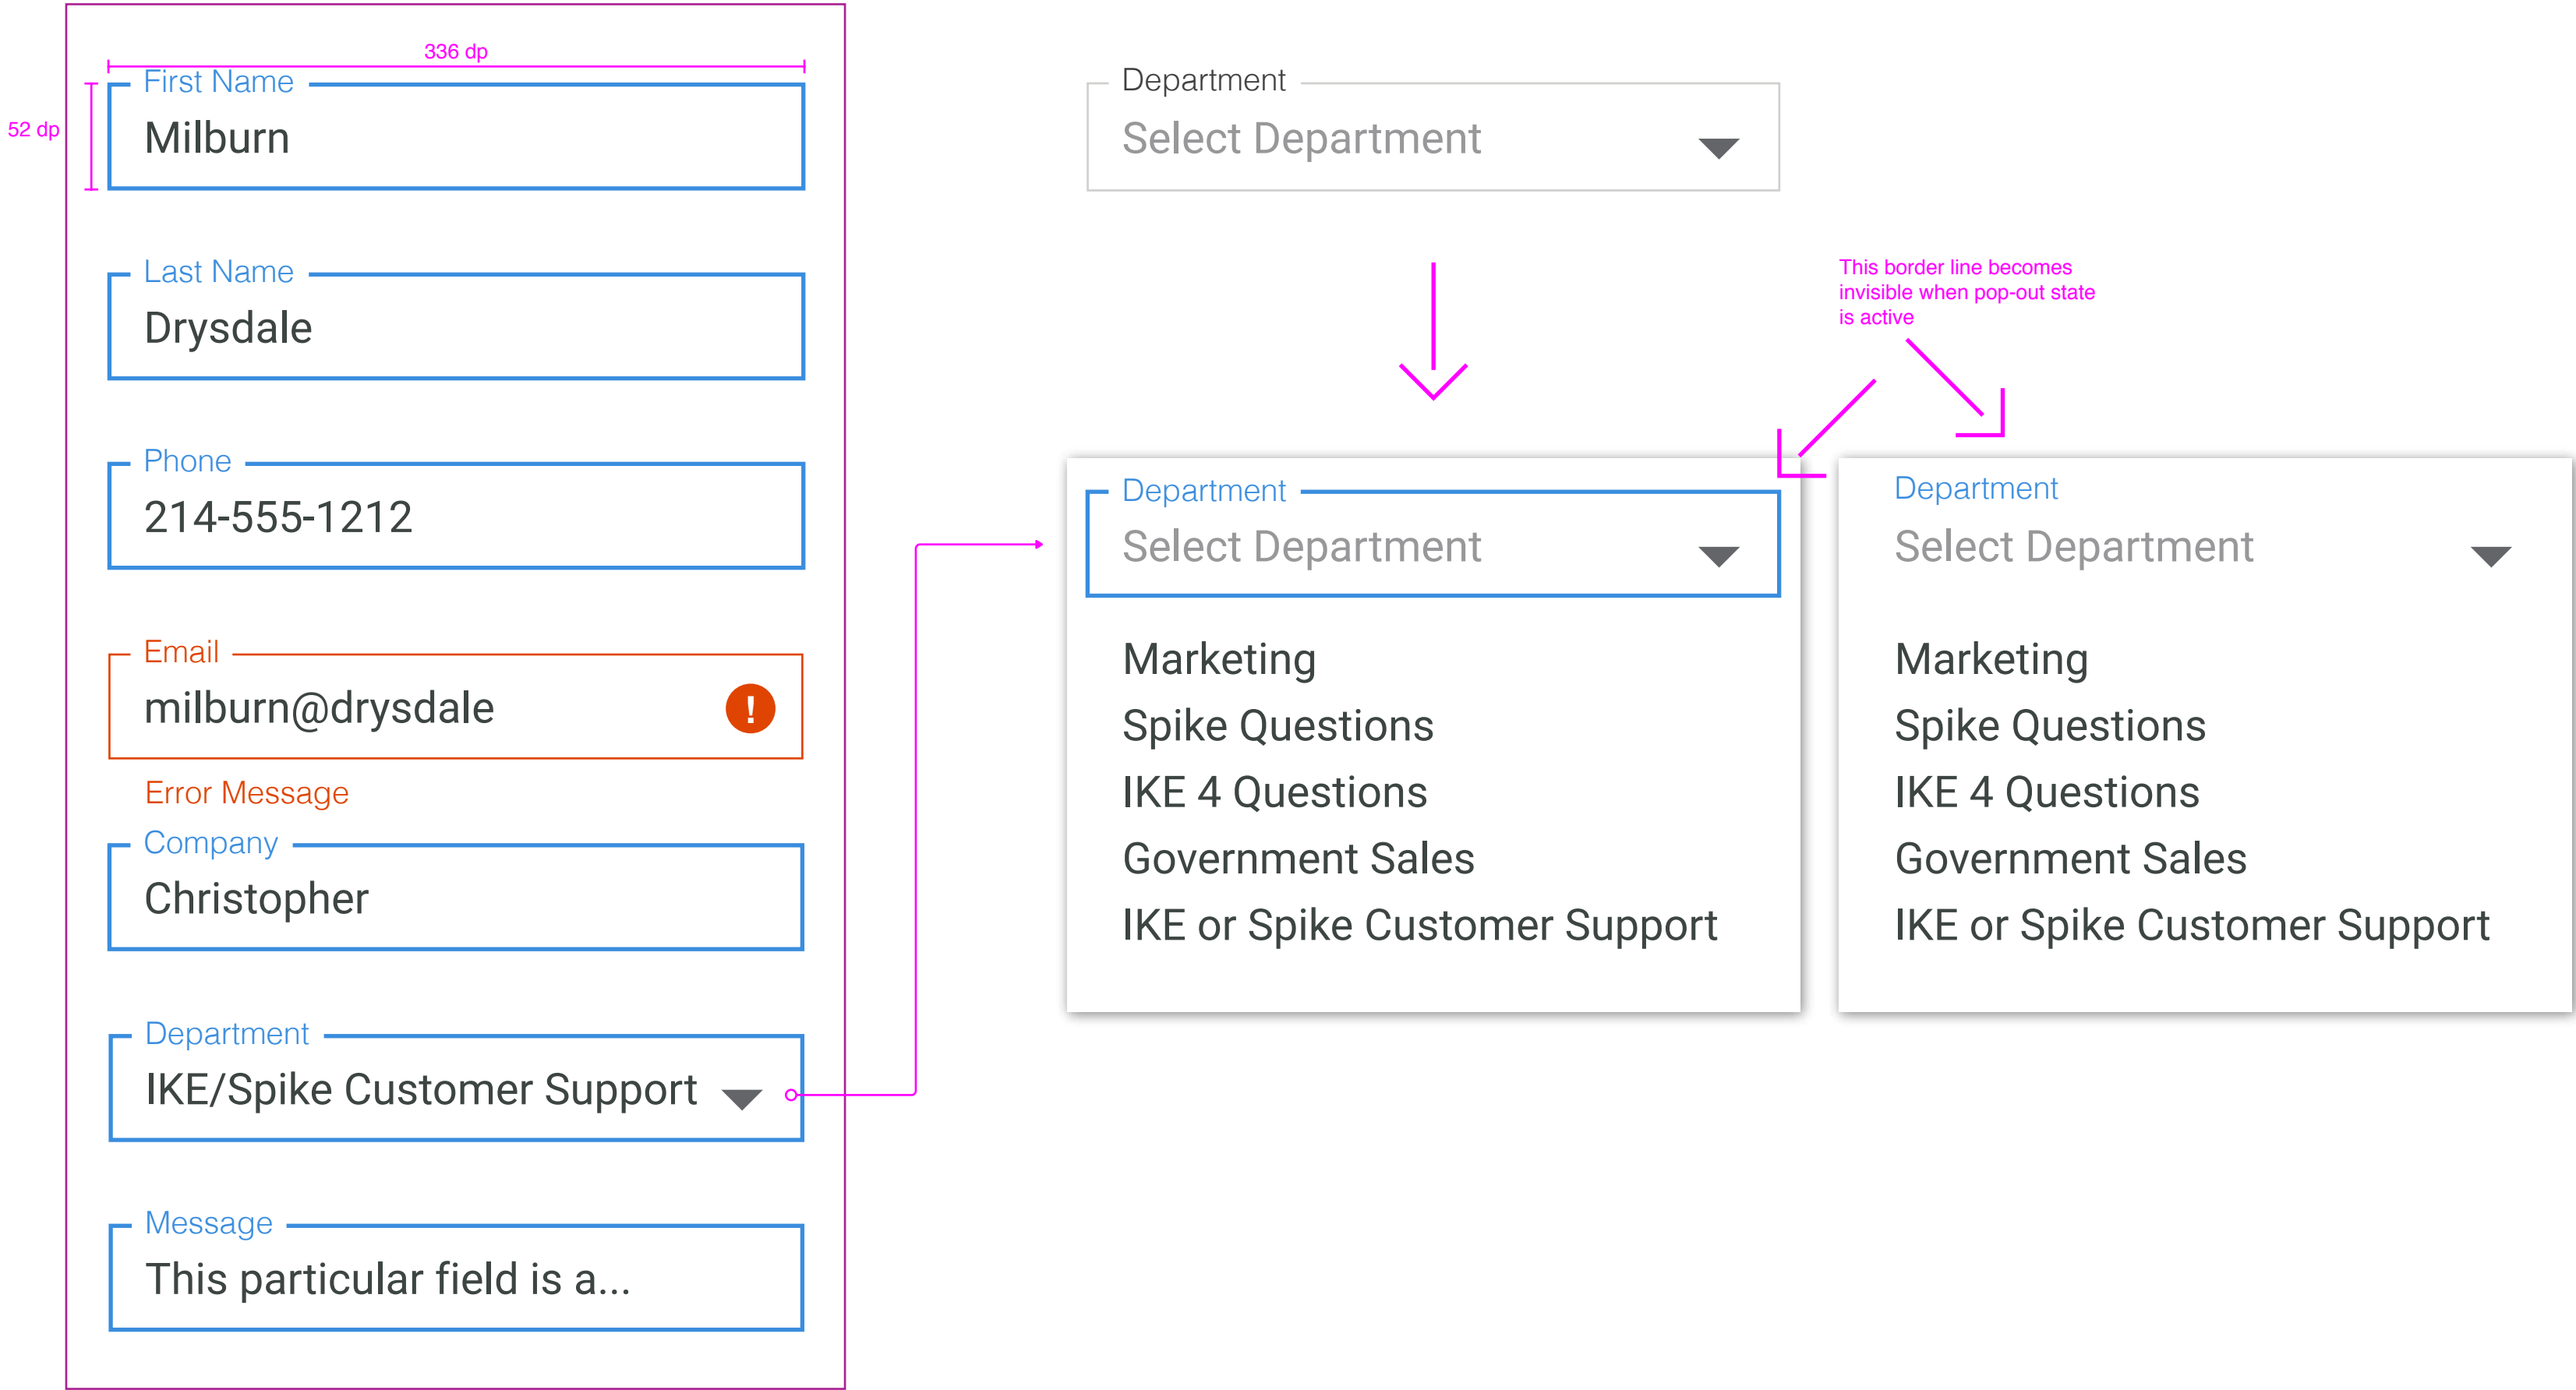 336 dp
52 dp
First Name
Milburn
Last Name
Drysdale
Phone
214-555-1212
Email
milburn@drysdale
!
Error Message
Company
Christopher
Department
IKE/Spike Customer Support
Message
This particular field is a...
Department
Select Department
This border line becomes
invisible when pop-out state
is active
Department
Select Department
Marketing
Spike Questions
IKE 4 Questions
Government Sales
IKE or Spike Customer Support
Department
Select Department
Marketing
Spike Questions
IKE 4 Questions
Government Sales
IKE or Spike Customer Support